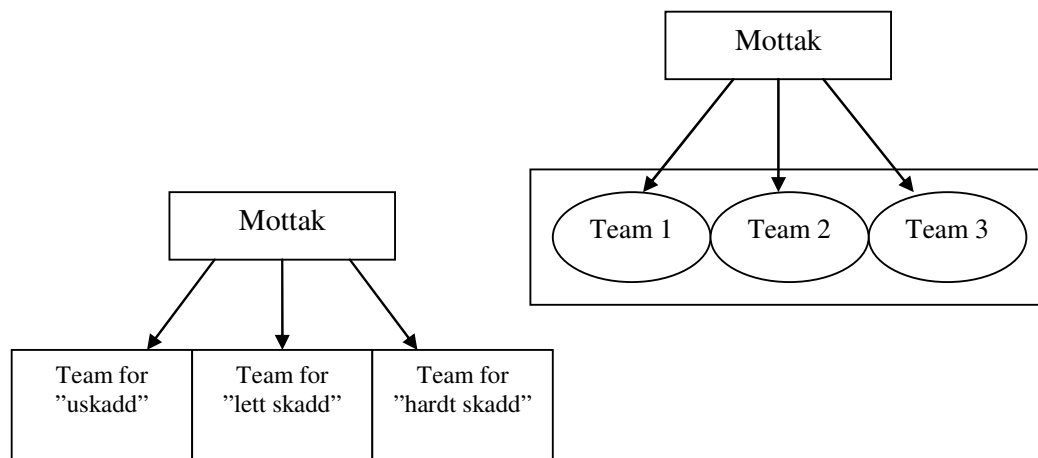 Mottak
Team 1
Team 2
Team 3
Mottak
Team for
”uskadd”
Team for
”lett skadd”
Team for
”hardt skadd”